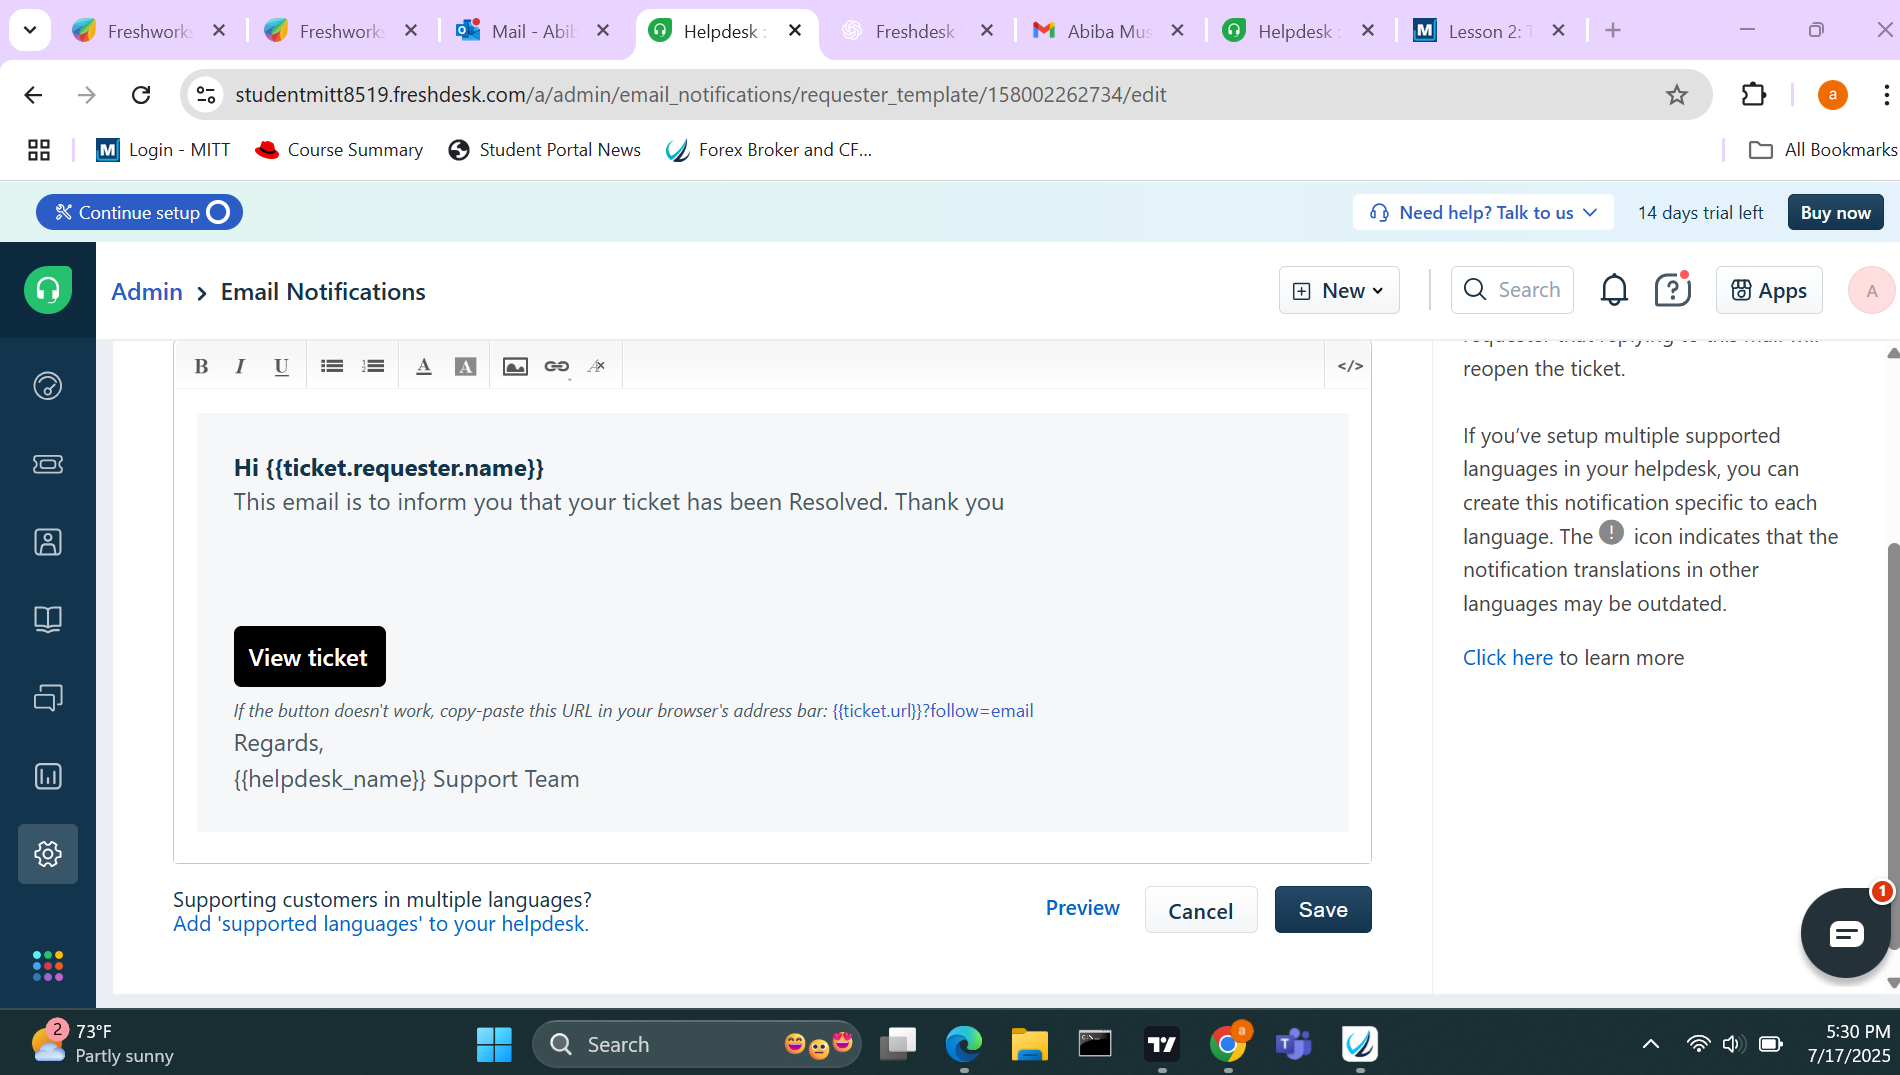 Freshworks
Freshworks
Mail - Abib
Helpdesk :
Freshdesk
Abiba Mus
Helpdesk :
Lesson 2: T
studentmitt8519.freshdesk.com/a/admin/email_notifications/requester_template/158002262734/edit
a
Login - MITT
Course Summary
Student Portal News
Forex Broker and CF...
All Bookmarks
Continue setup
Need help? Talk to us
14 days trial left
Buy now
Admin > Email Notifications
New
Search
Apps
A
B I U
A A
</>
reopen the ticket.
If you've setup multiple supported
languages in your helpdesk, you can
create this notification specific to each
language. The ! icon indicates that the
notification translations in other
languages may be outdated.
Click here to learn more
Hi {{ticket.requester.name}}
This email is to inform you that your ticket has been Resolved. Thank you
View ticket
If the button doesn't work, copy-paste this URL in your browser's address bar: {{ticket.url}}?follow=email
Regards,
{{helpdesk_name}} Support Team
Supporting customers in multiple languages?
Add 'supported languages' to your helpdesk.
Preview
Cancel
Save
1
2
73°F
Partly sunny
Search
5:30 PM
7/17/2025